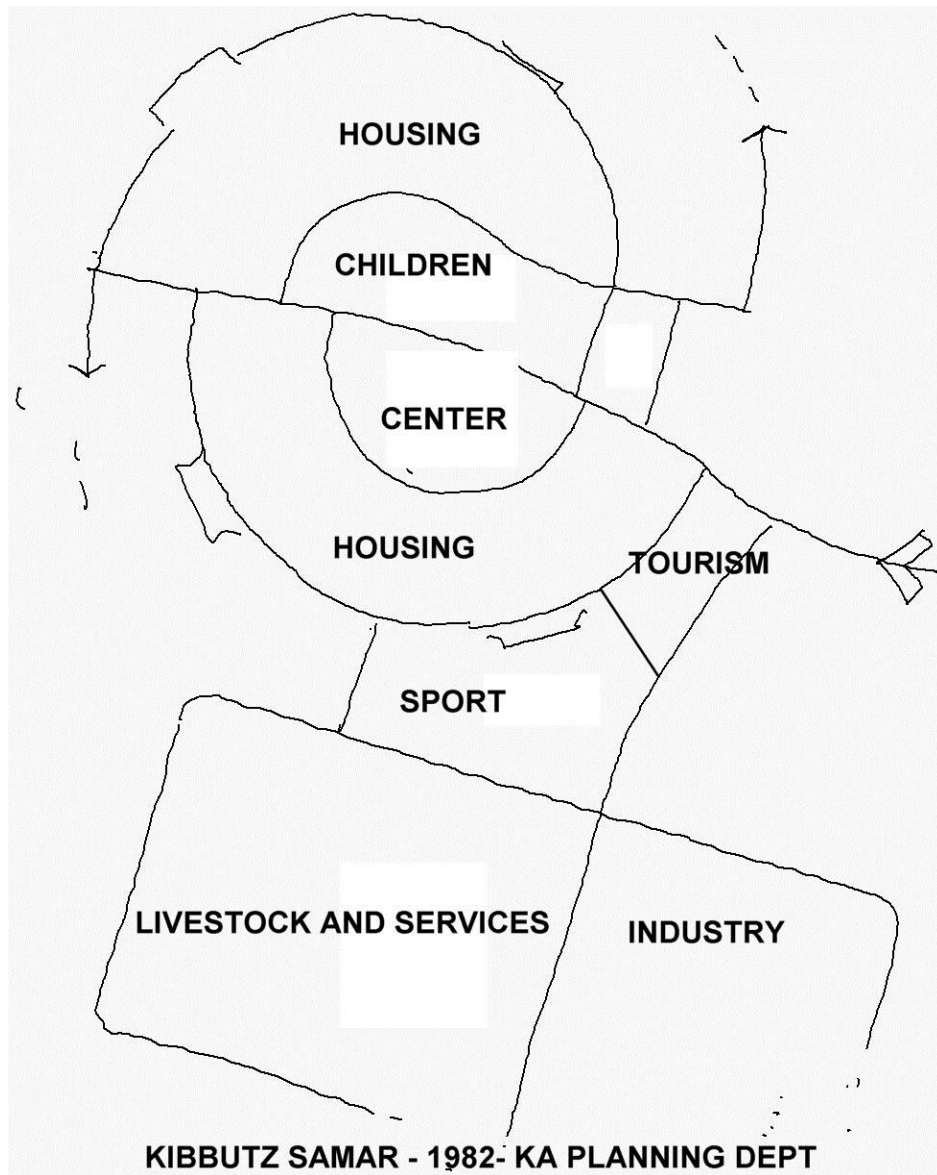 HOUSING
CHILDREN
CENTER
HOUSING
TOURISM
SPORT
LIVESTOCK AND SERVICES
INDUSTRY
KIBBUTZ SAMAR - 1982- KA PLANNING DEPT